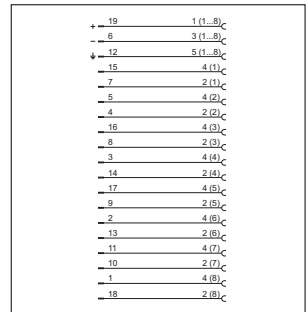 + 19 1 (1...8)
- 6 3 (1...8)
12 5 (1...8)
15 4 (1)
7 2 (1)
5 4 (2)
4 2 (2)
16 4 (3)
8 2 (3)
3 4 (4)
14 2 (4)
17 4 (5)
9 2 (5)
2 4 (6)
13 2 (6)
11 4 (7)
10 2 (7)
1 4 (8)
18 2 (8)